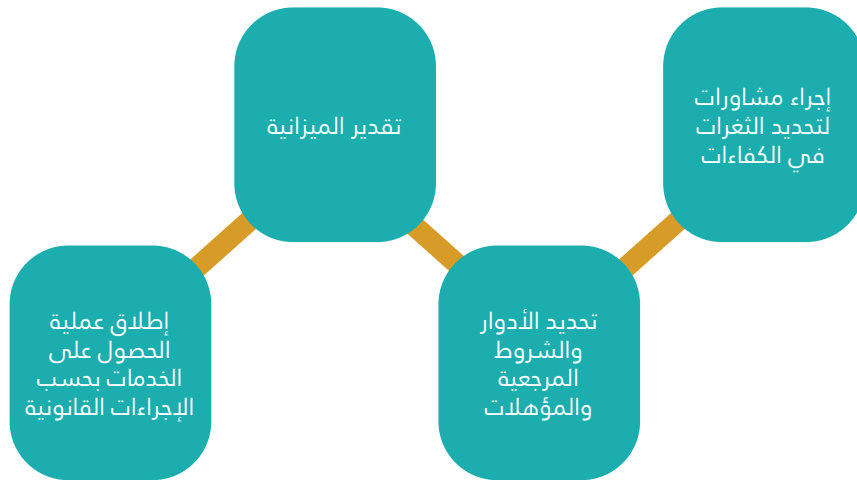 إجراء مشاورات
لتحديد الثغرات
في الكفاءات
تحديد الأدوار
والشروط
المرجعية
والمؤهلات
تقدير الميزانية
إطلاق عملية
الحصول على
الخدمات بحسب
الإجراءات القانونية